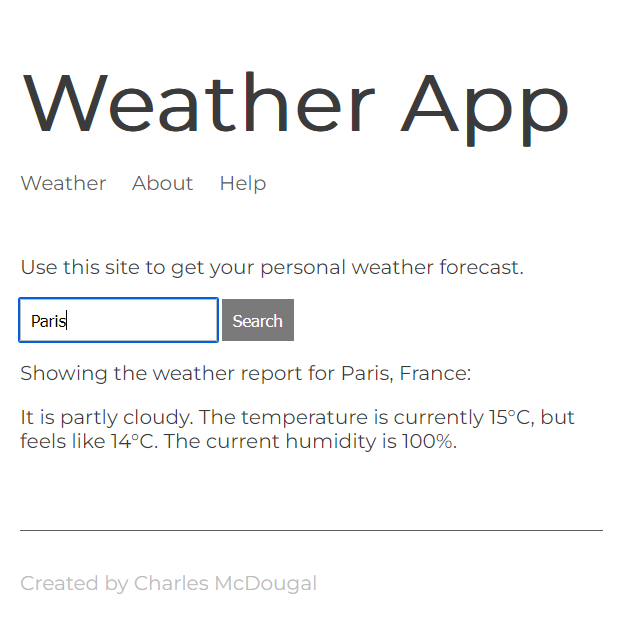 Weather App
Weather About Help
Use this site to get your personal weather forecast.
Paris Search
Showing the weather report for Paris, France:
It is partly cloudy. The temperature is currently 15°C, but
feels like 14°C. The current humidity is 100%.
Created by Charles McDougal